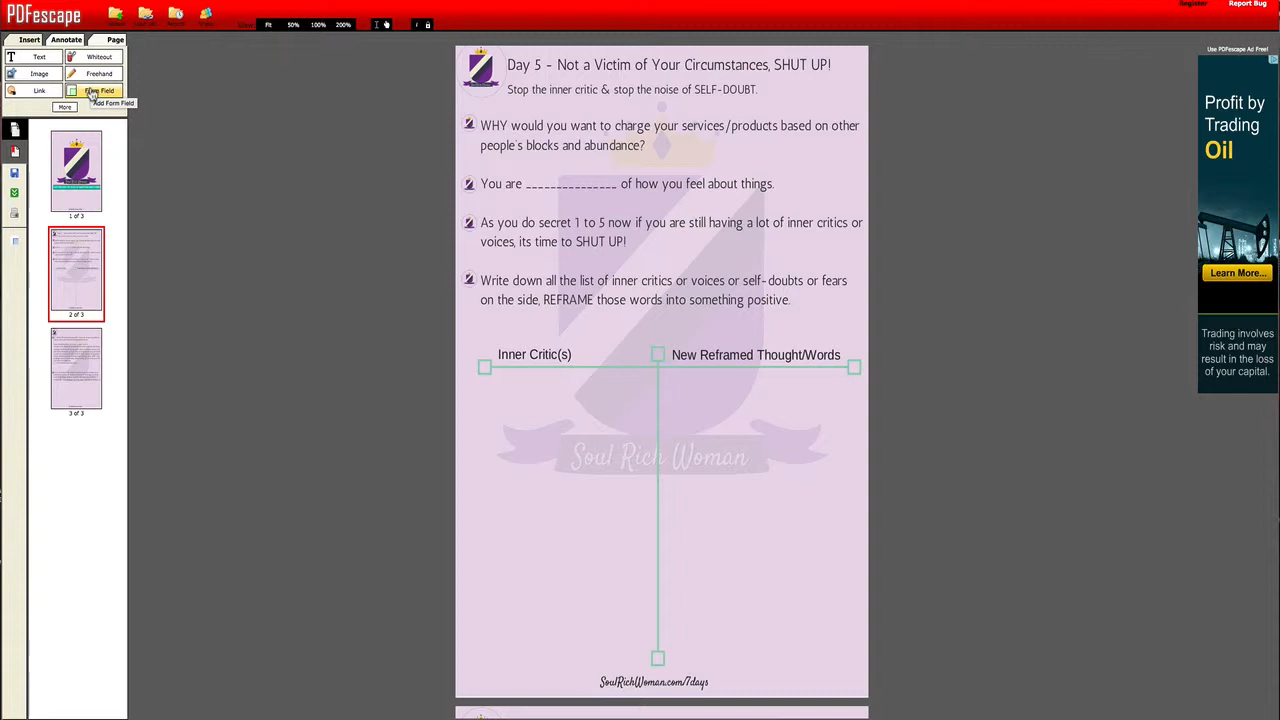 PDFescape
Register
Report Bug
Fit
50%
100%
200%
Insert
Annotate
Page
Text
Whiteout
Image
Freehand
Link
Form Field
More
Add Form Field
1 of 3
2 of 3
3 of 3
Day 5 - Not a Victim of Your Circumstances, SHUT UP!
Stop the inner critic & stop the noise of SELF-DOUBT.
WHY would you want to charge your services/products based on other
people's blocks and abundance?
You are _______________ of how you feel about things.
As you do secret 1 to 5 now if you are still having a lot of inner critics or
voices, its time to SHUT UP!
Write down all the list of inner critics or voices or self-doubts or fears
on the side, REFRAME those words into something positive.
Inner Critic(s)
New Reframed Thought/Words
Soul Rich Woman
SoulRichWoman.com/7days
Use PDFescape Ad Free!
Profit by
Trading
Oil
Learn More...
Trading involves
risk and may
result in the loss
of your capital.